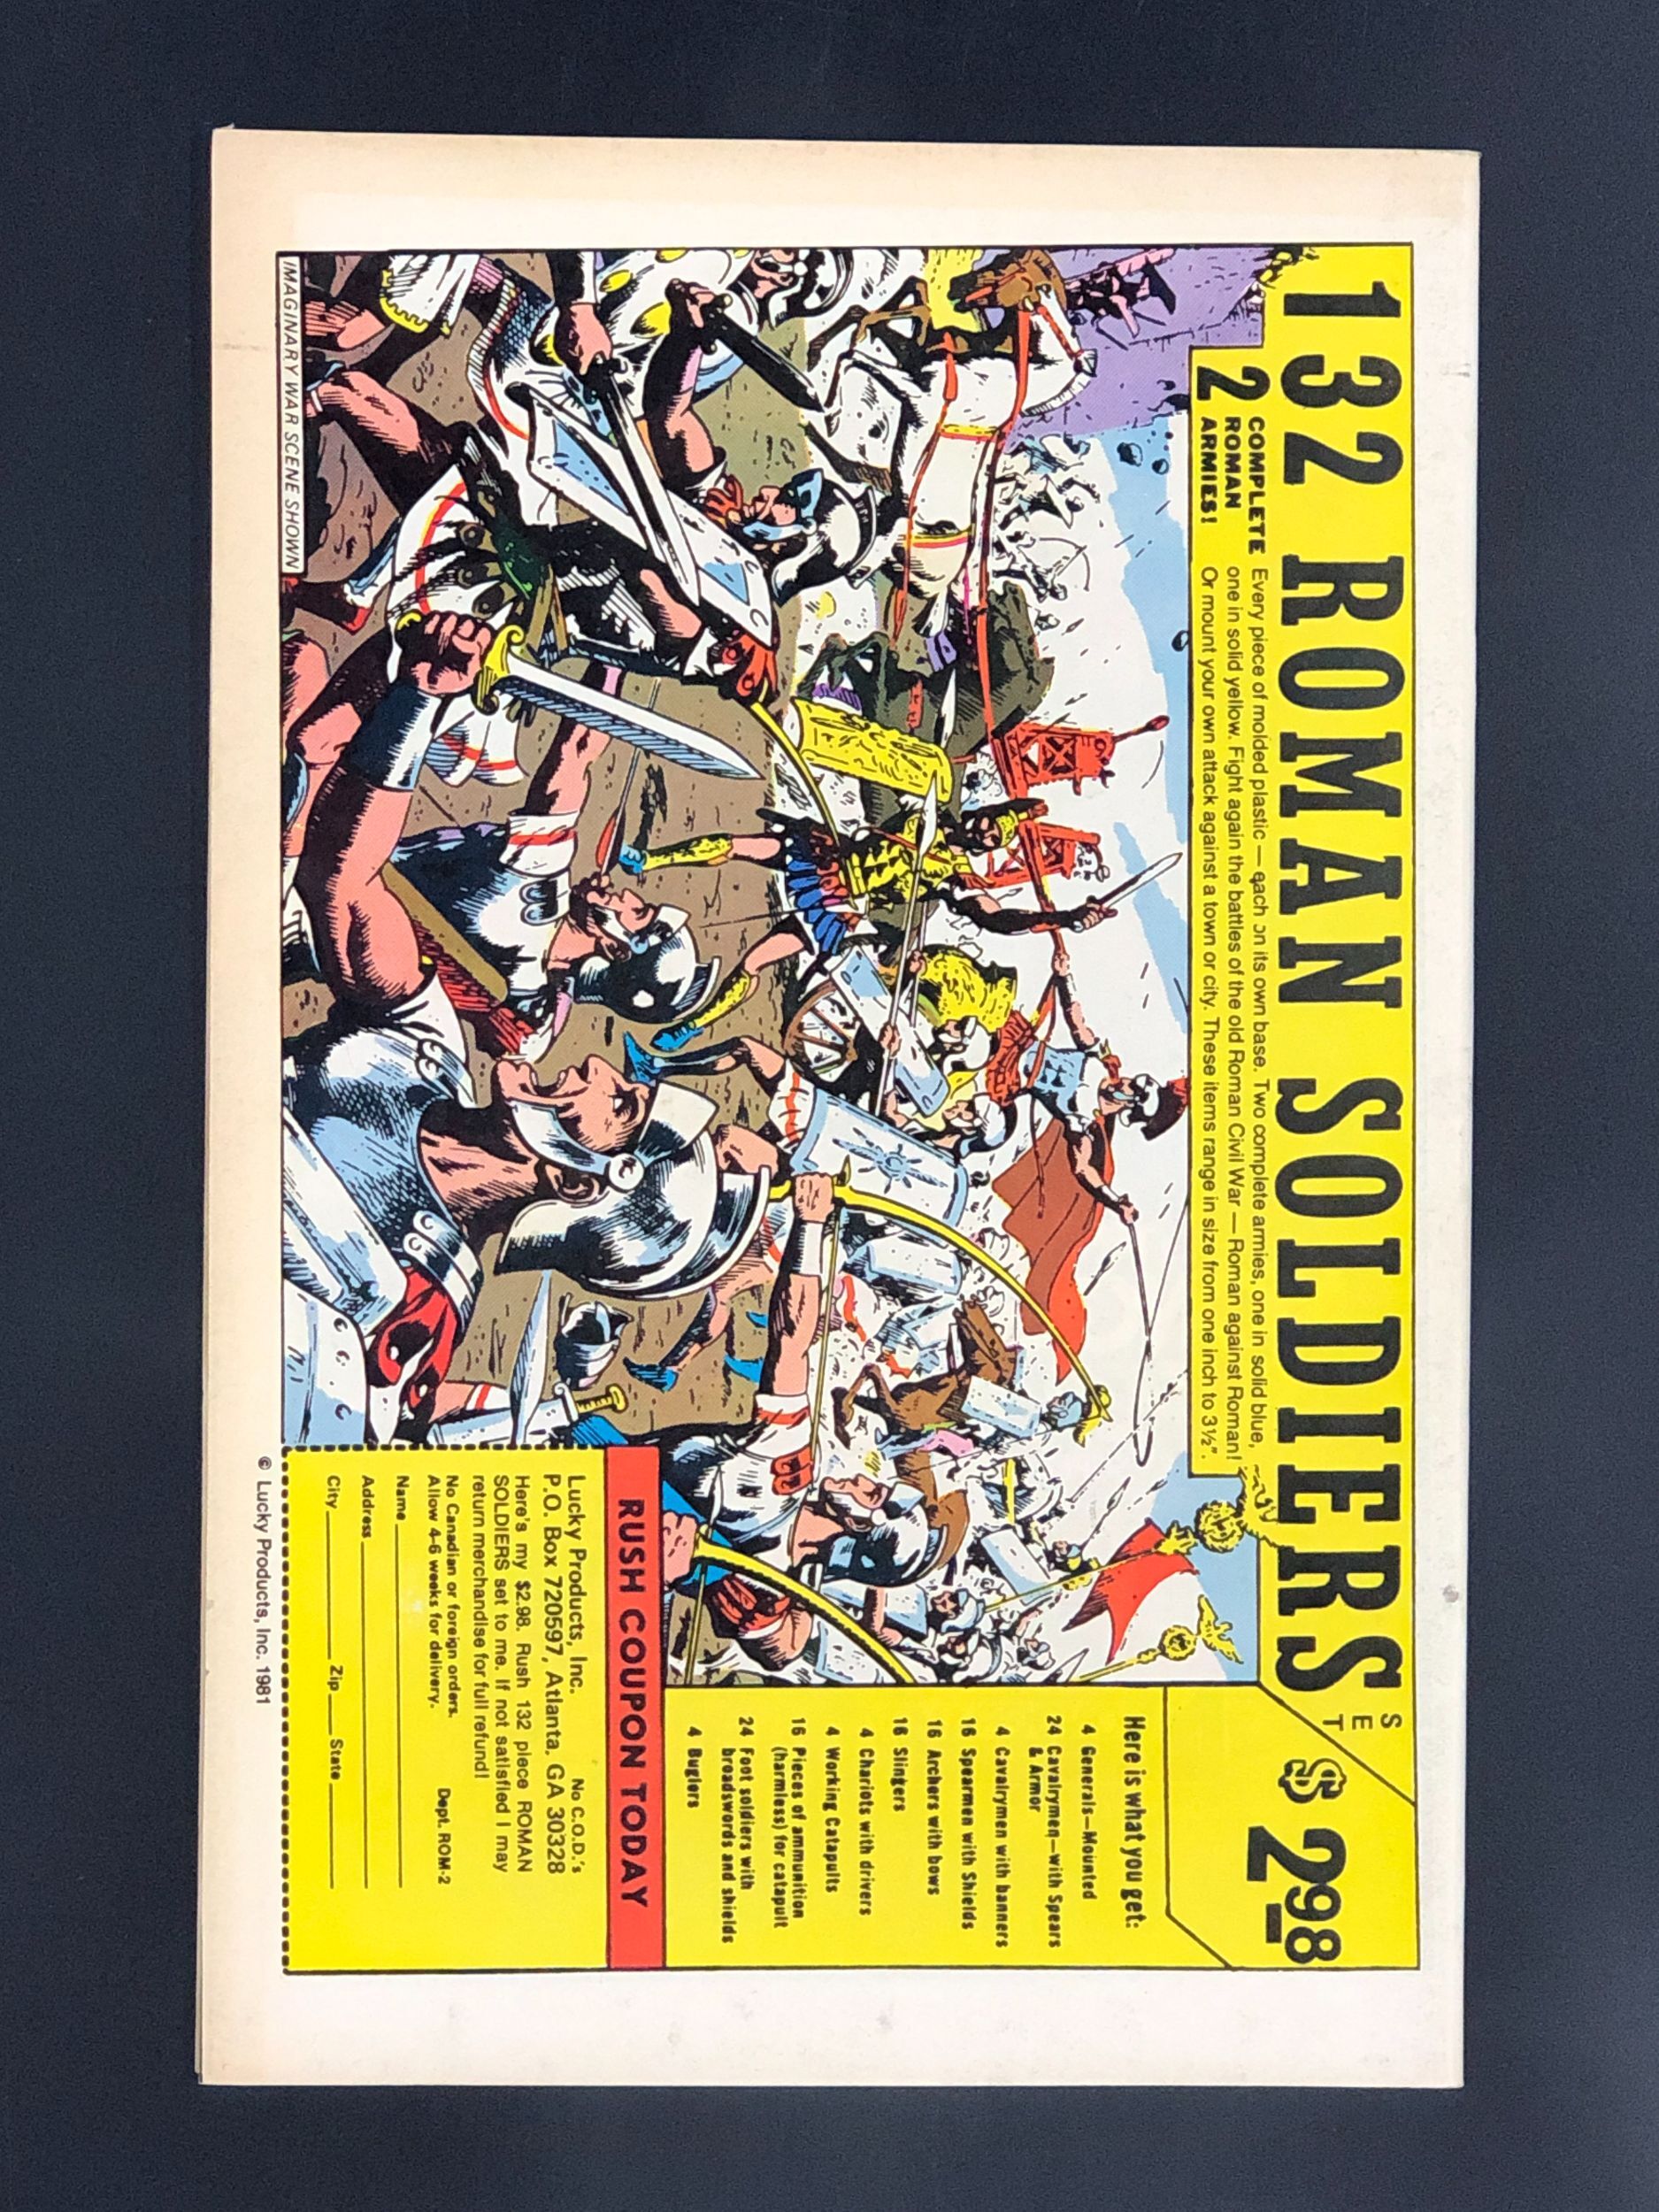 132 ROMAN SOLDIERS
SET
$2.98
2 COMPLETE
ROMAN
ARMIES!
Every piece of molded plastic — each on its own base. Two complete armies, one in solid blue,
one in solid yellow. Fight again the battles of the old Roman Civil War — Roman against Roman!
Or mount your own attack against a town or city. These items range in size from one inch to 3½".
Here is what you get:
4 Generals—Mounted
24 Cavalrymen—with Spears
& Armor
4 Cavalrymen with banners
16 Spearmen with Shields
16 Archers with bows
16 Slingers
4 Chariots with drivers
4 Working Catapults
16 Pieces of ammunition
(harmless) for catapult
24 Foot soldiers with
broadswords and shields
4 Buglers
RUSH COUPON TODAY
Lucky Products, Inc. No C.O.D.'s
P.O. Box 720597, Atlanta, GA 30328
Here's my $2.98. Rush 132 piece ROMAN
SOLDIERS set to me. If not satisfied I may
return merchandise for full refund!
No Canadian or foreign orders.
Allow 4-6 weeks for delivery. Dept. ROM-2
Name
Address
City Zip State
IMAGINARY WAR SCENE SHOWN
© Lucky Products, Inc. 1981